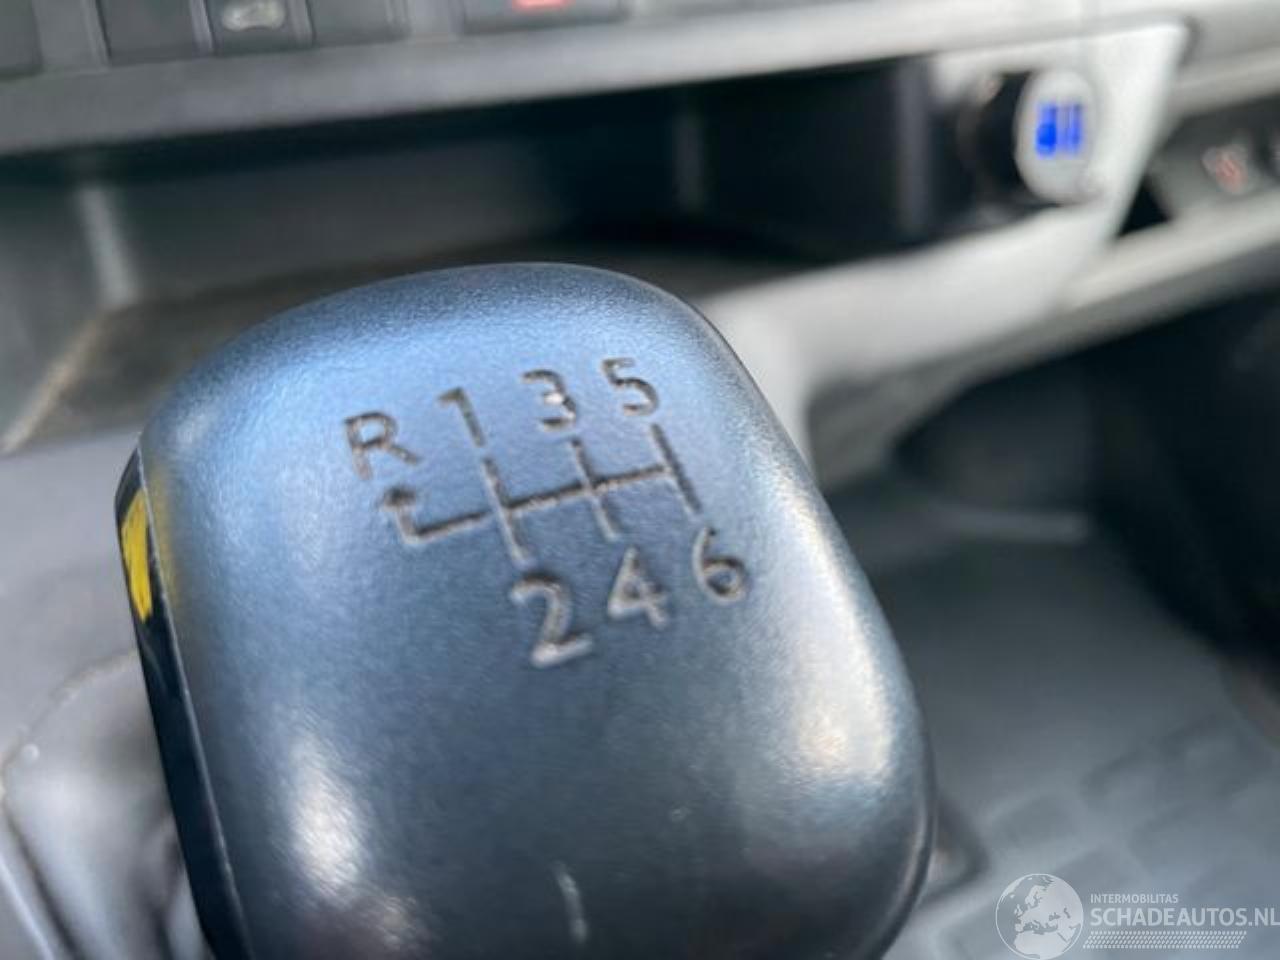 R 1 3 5
2 4 6
INTERMOBILITAS
SCHADEAUTOS.NL